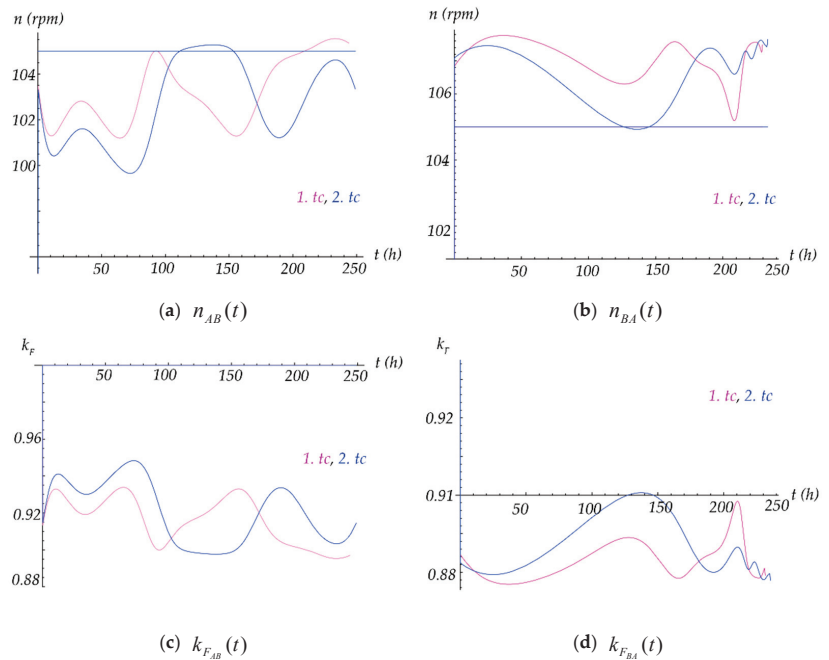 n (rpm)
104
102
100
50
100
150
200
250
t (h)
1. tc, 2. tc
(a) n_AB(t)
n (rpm)
106
104
102
50
100
150
200
250
t (h)
1. tc, 2. tc
(b) n_BA(t)
k_F
t (h)
50
100
150
200
250
0.96
0.92
0.88
1. tc, 2. tc
(c) k_F_AB(t)
k_F
1. tc, 2. tc
0.92
0.91
t (h)
50
100
150
200
250
0.88
(d) k_F_BA(t)